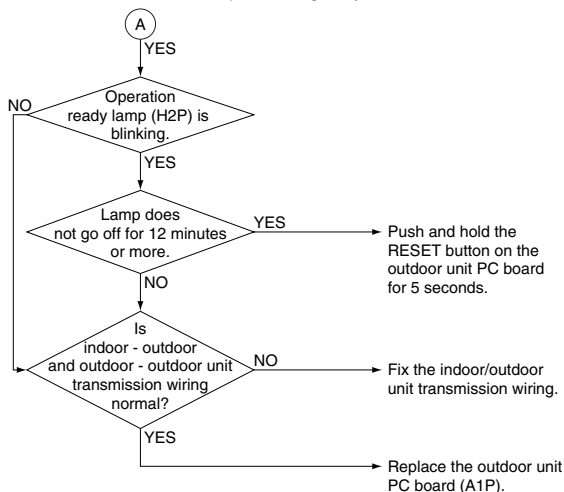 A
YES
NO
Operation
ready lamp (H2P) is
blinking.
YES
Lamp does
not go off for 12 minutes
or more.
YES
Push and hold the
RESET button on the
outdoor unit PC board
for 5 seconds.
NO
Is
indoor - outdoor
and outdoor - outdoor unit
transmission wiring
normal?
NO
Fix the indoor/outdoor
unit transmission wiring.
YES
Replace the outdoor unit
PC board (A1P).